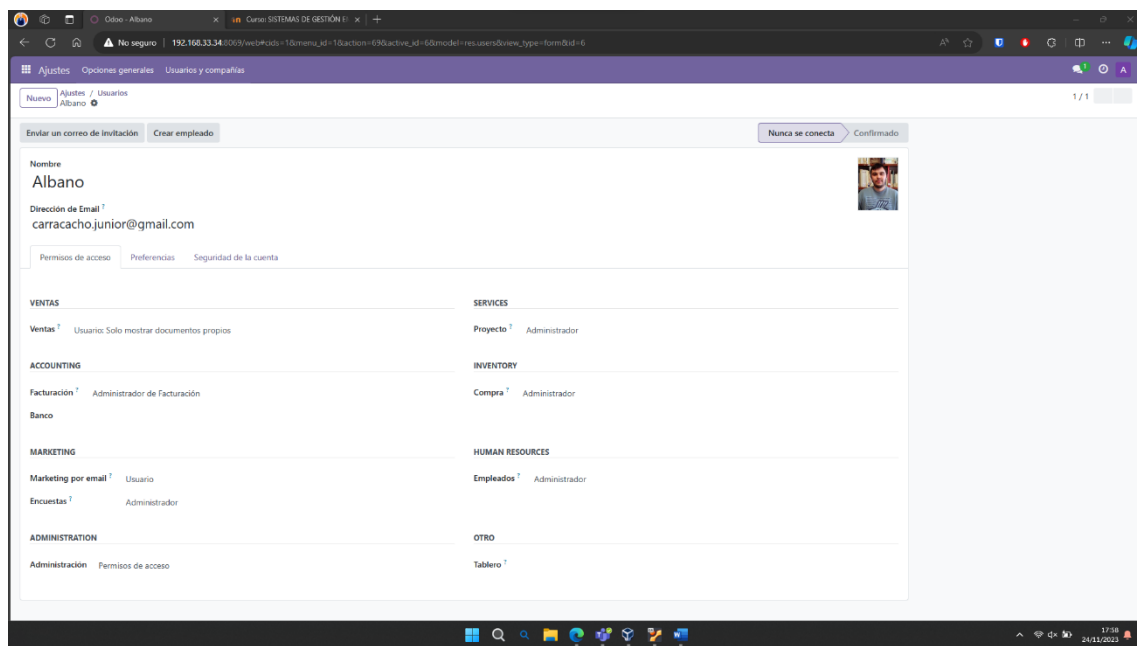 Odoo - Albano
Curso: SISTEMAS DE GESTIÓN E
No seguro | 192.168.33.34:8069/web#cids=1&menu_id=1&action=69&active_id=6&model=res.users&view_type=form&id=6
Ajustes Opciones generales Usuarios y compañías
1
A
Nuevo
Ajustes / Usuarios
Albano
1 / 1
Enviar un correo de invitación Crear empleado
Nunca se conecta Confirmado
Nombre
Albano
Dirección de Email ?
carracacho.junior@gmail.com
Permisos de acceso Preferencias Seguridad de la cuenta
VENTAS
Ventas ? Usuario: Solo mostrar documentos propios
SERVICES
Proyecto ? Administrador
ACCOUNTING
Facturación ? Administrador de Facturación
Banco
INVENTORY
Compra ? Administrador
MARKETING
Marketing por email ? Usuario
Encuestas ? Administrador
HUMAN RESOURCES
Empleados ? Administrador
ADMINISTRATION
Administración Permisos de acceso
OTRO
Tablero ?
17:58
24/11/2023